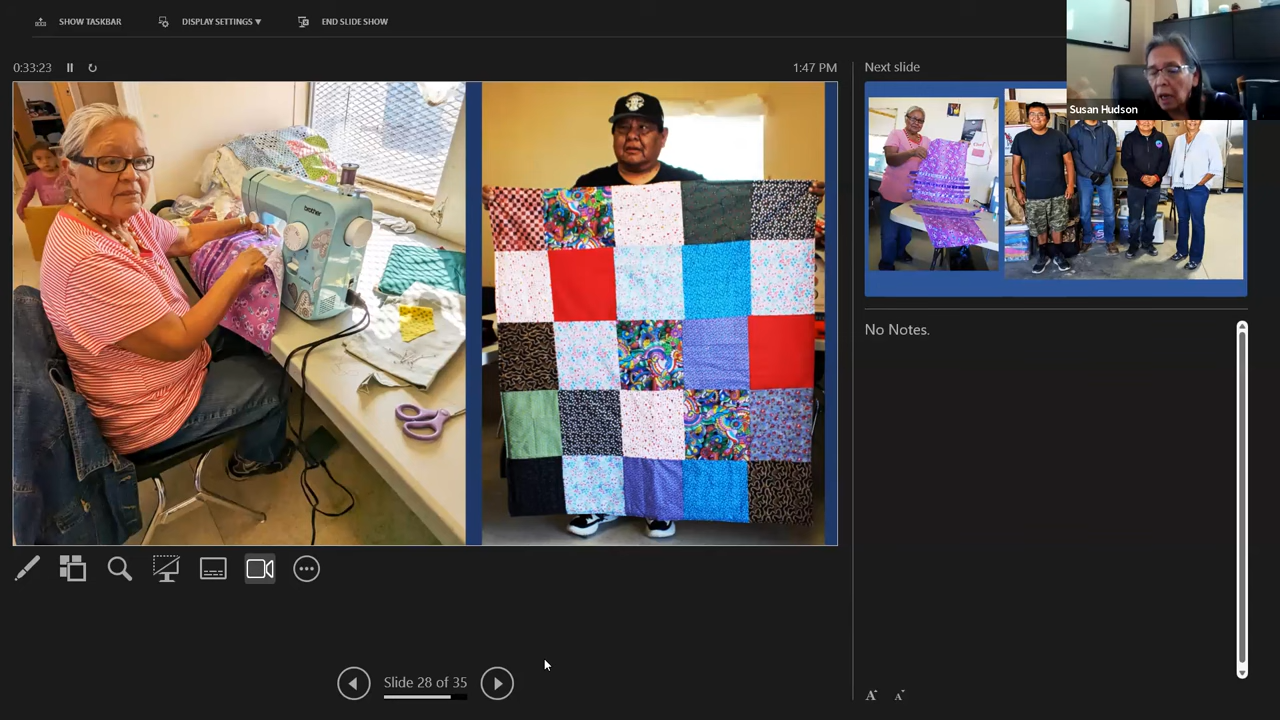 SHOW TASKBAR
DISPLAY SETTINGS ▼
END SLIDE SHOW
0:33:23
1:47 PM
Next slide
Susan Hudson
brother
No Notes.
Slide 28 of 35
A
A